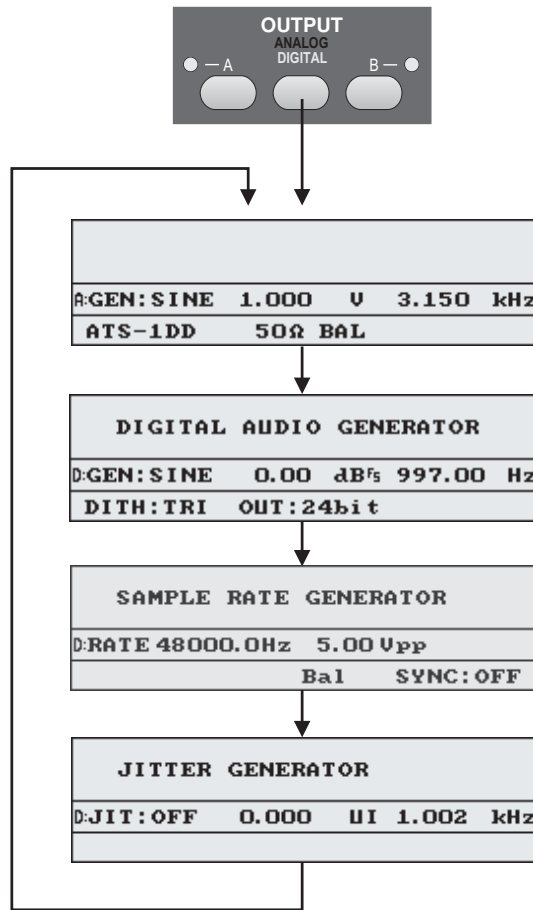 OUTPUT
ANALOG
DIGITAL
A B
A:GEN:SINE 1.000 V 3.150 kHz
ATS-1DD 50Ω BAL
DIGITAL AUDIO GENERATOR
D:GEN:SINE 0.00 dBFS 997.00 Hz
DITH:TRI OUT:24bit
SAMPLE RATE GENERATOR
D:RATE 48000.0Hz 5.00 Vpp
Bal SYNC:OFF
JITTER GENERATOR
D:JIT:OFF 0.000 UI 1.002 kHz